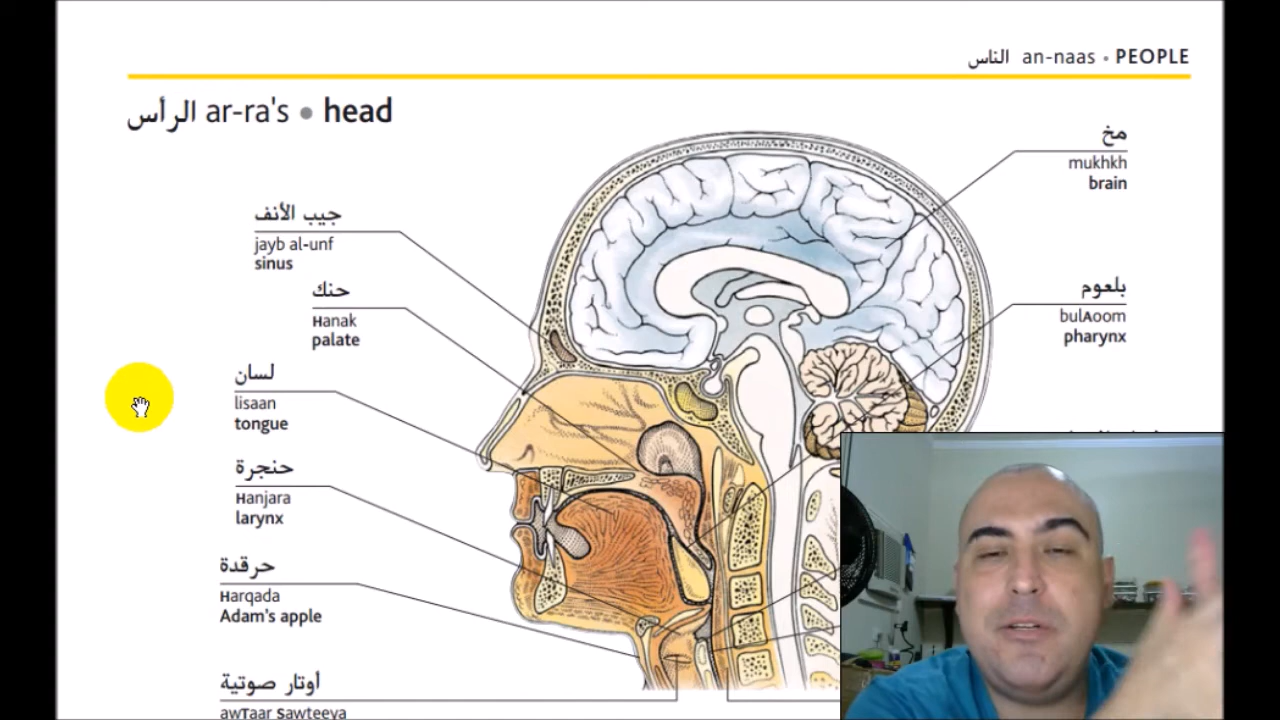 الناس an-naas • PEOPLE
الرأس ar-ra's • head
مخ
mukhkh
brain
جيب الأنف
jayb al-unf
sinus
حنك
Hanak
palate
بلعوم
bulAoom
pharynx
لسان
lisaan
tongue
حنجرة
Hanjara
larynx
حرقدة
Harqada
Adam's apple
أوتار صوتية
awTaar Sawteeya